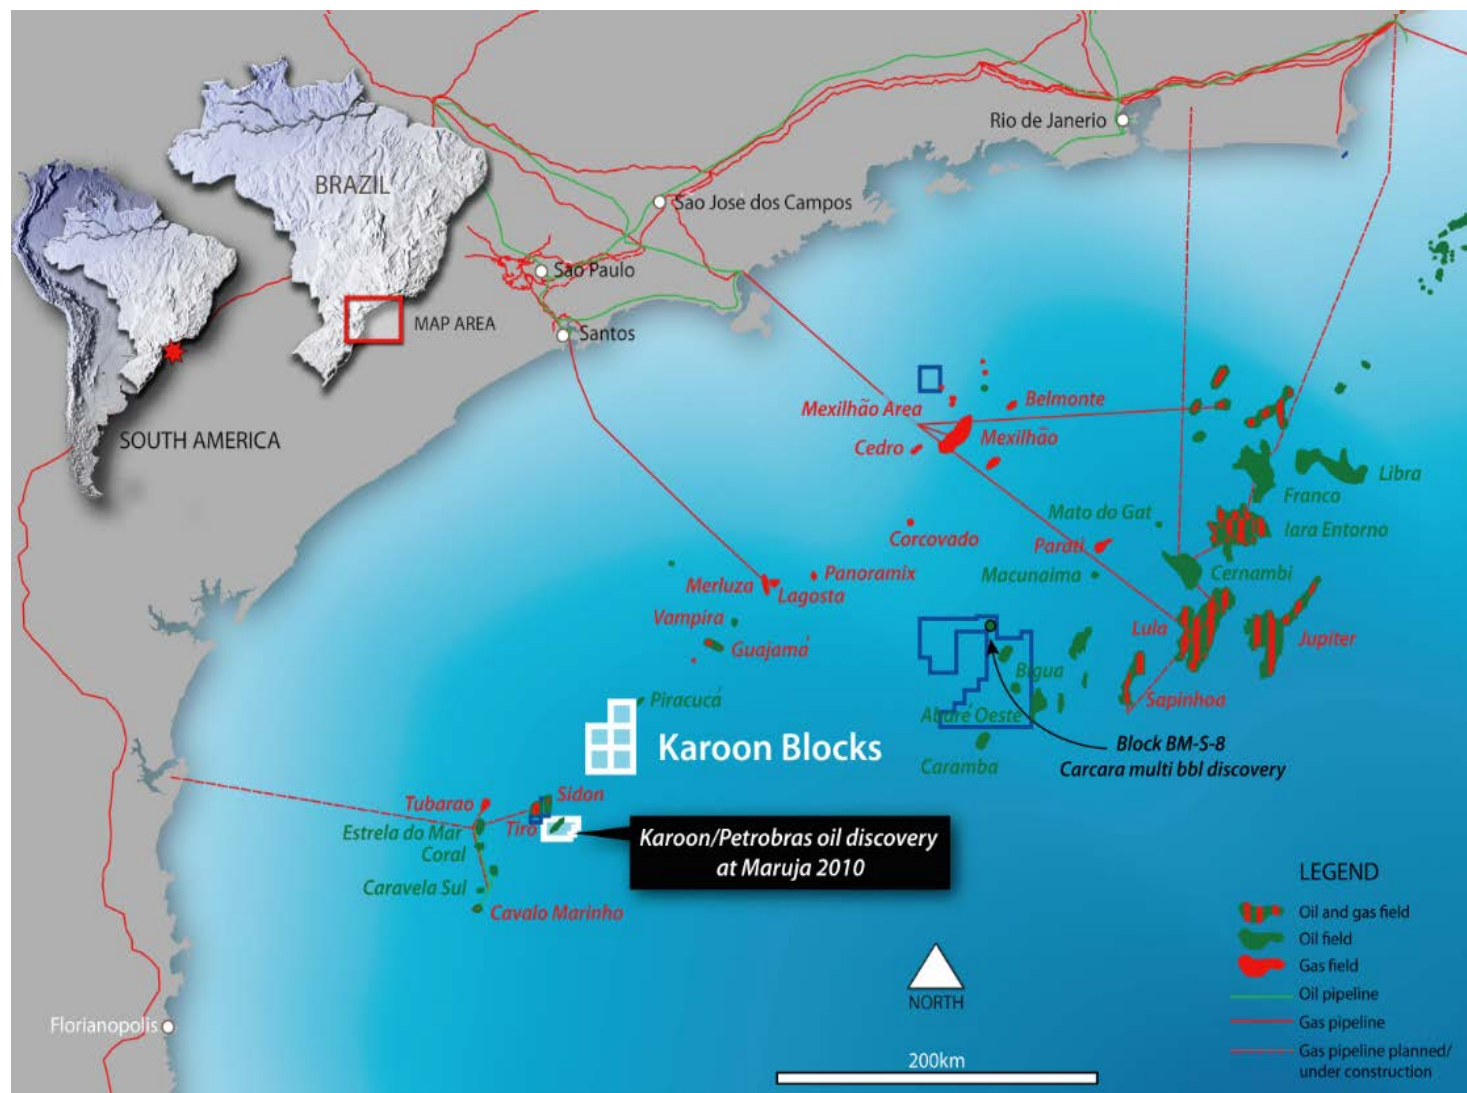 Rio de Janerio
BRAZIL
Sao Jose dos Campos
Sao Paulo
MAP AREA
Santos
SOUTH AMERICA
Mexilhão Area
Belmonte
Cedro
Mexilhão
Libra
Franco
Mato do Gat
Iara Entorno
Corcovado
Parati
Macunaima
Cernambi
Panoramix
Merluza
Lagosta
Vampira
Guajamá
Lula
Jupiter
Bigua
Piracucá
Sapinhoa
Abaré Oeste
Karoon Blocks
Block BM-S-8
Carcara multi bbl discovery
Caramba
Sidon
Tubarao
Tiro
Estrela do Mar
Coral
Karoon/Petrobras oil discovery
at Maruja 2010
Caravela Sul
Cavalo Marinho
LEGEND
Oil and gas field
Oil field
Gas field
Oil pipeline
Gas pipeline
Gas pipeline planned/
under construction
NORTH
Florianopolis
200km